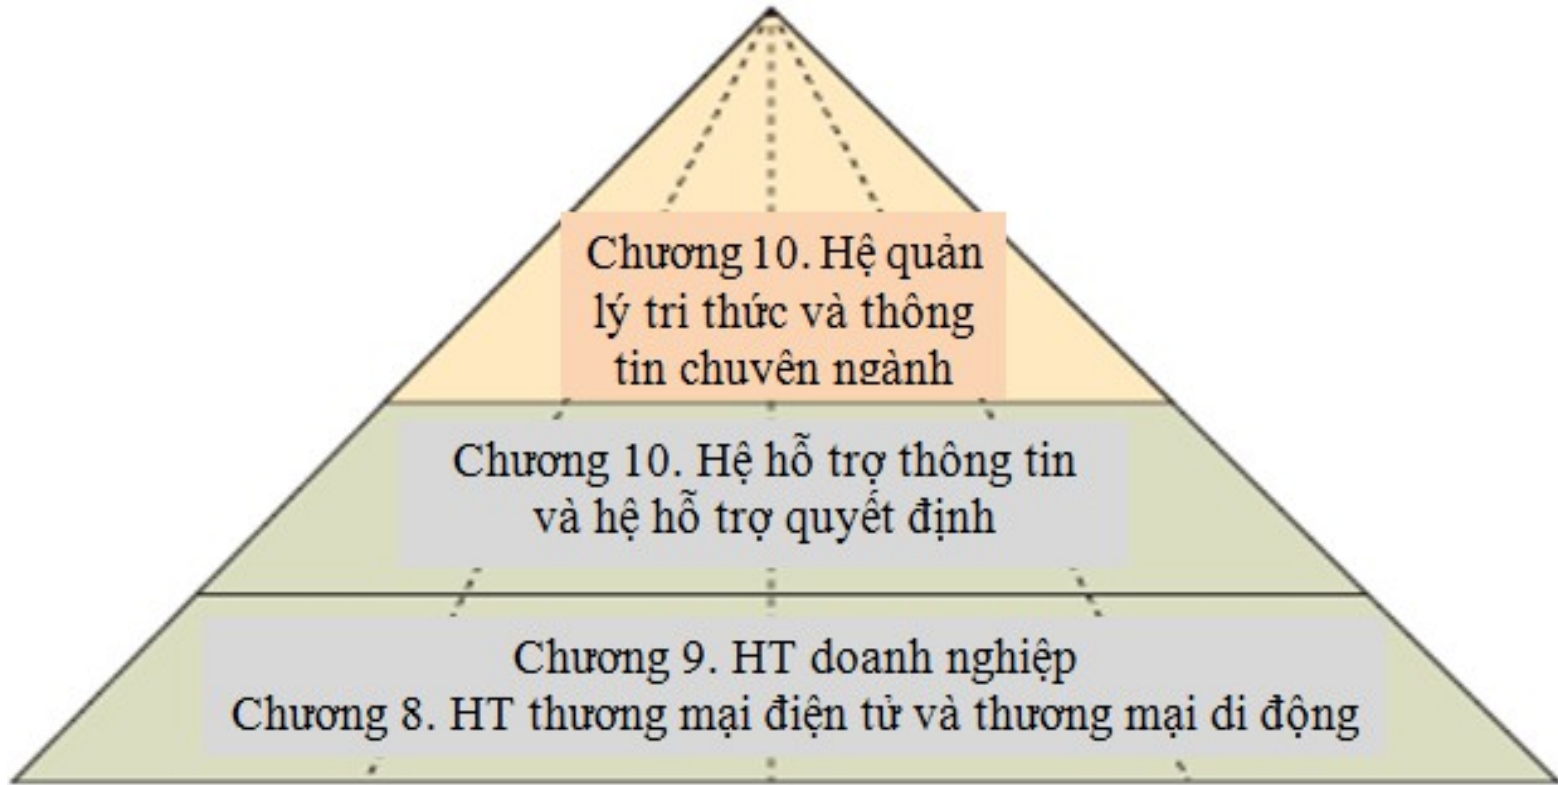 Chương 10. Hệ quản
lý tri thức và thông
tin chuyên ngành
Chương 10. Hệ hỗ trợ thông tin
và hệ hỗ trợ quyết định
Chương 9. HT doanh nghiệp
Chương 8. HT thương mại điện tử và thương mại di động